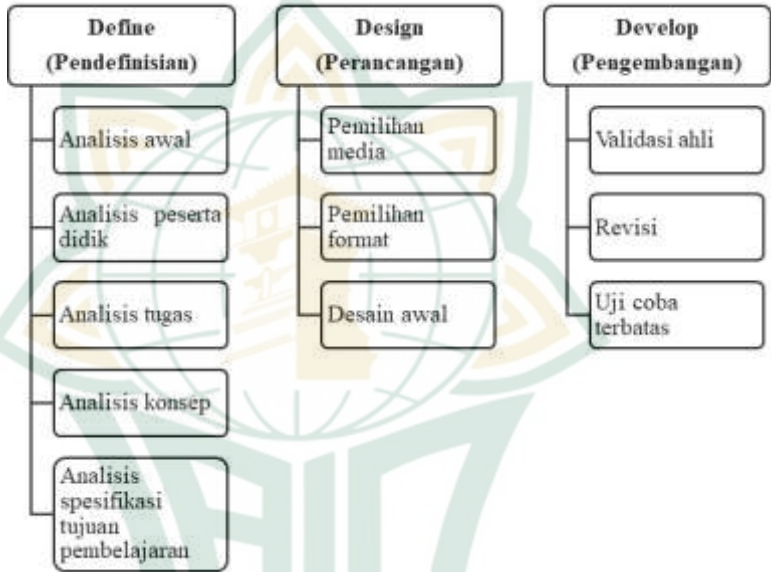 Define
(Pendefinisian)
Analisis awal
Analisis peserta
didik
Analisis tugas
Analisis konsep
Analisis
spesifikasi
tujuan
pembelajaran
Design
(Perancangan)
Pemilihan
media
Pemilihan
format
Desain awal
Develop
(Pengembangan)
Validasi ahli
Revisi
Uji coba
terbatas